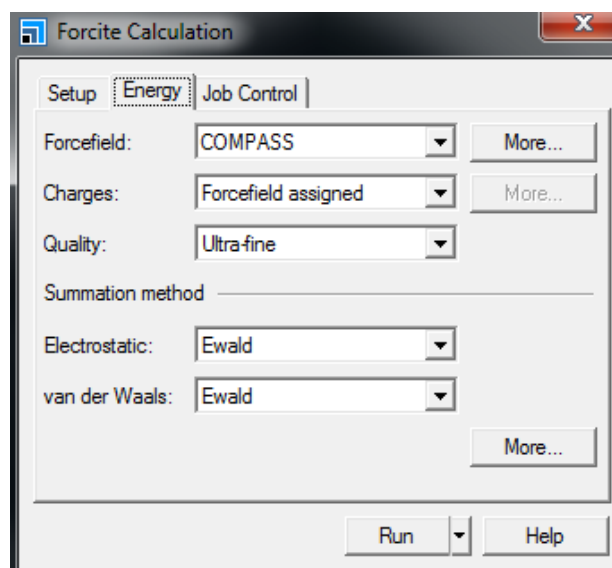 Forcite Calculation
Setup Energy Job Control
Forcefield: COMPASS More...
Charges: Forcefield assigned More...
Quality: Ultra-fine
Summation method
Electrostatic: Ewald
van der Waals: Ewald
More...
Run Help